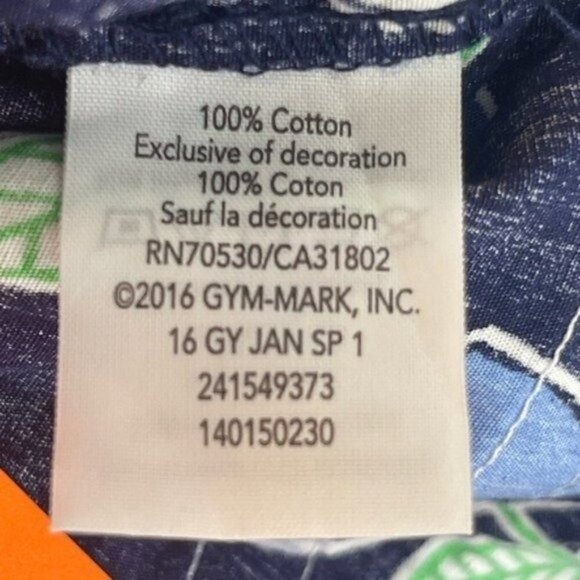 100% Cotton
Exclusive of decoration
100% Coton
Sauf la décoration
RN70530/CA31802
©2016 GYM-MARK, INC.
16 GY JAN SP 1
241549373
140150230